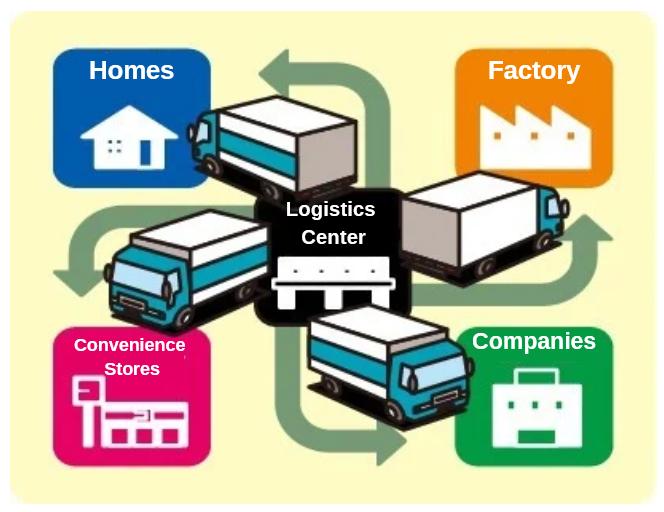 Homes
Factory
Logistics
Center
Convenience
Stores
Companies